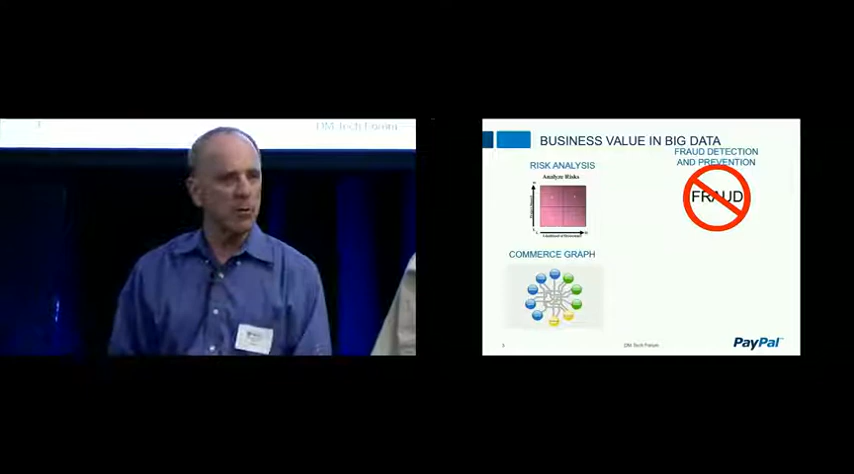 DM Tech Forum
BUSINESS VALUE IN BIG DATA
FRAUD DETECTION
AND PREVENTION
RISK ANALYSIS
Analyze Risks
FRAUD
COMMERCE GRAPH
5
DM Tech Forum
PayPal